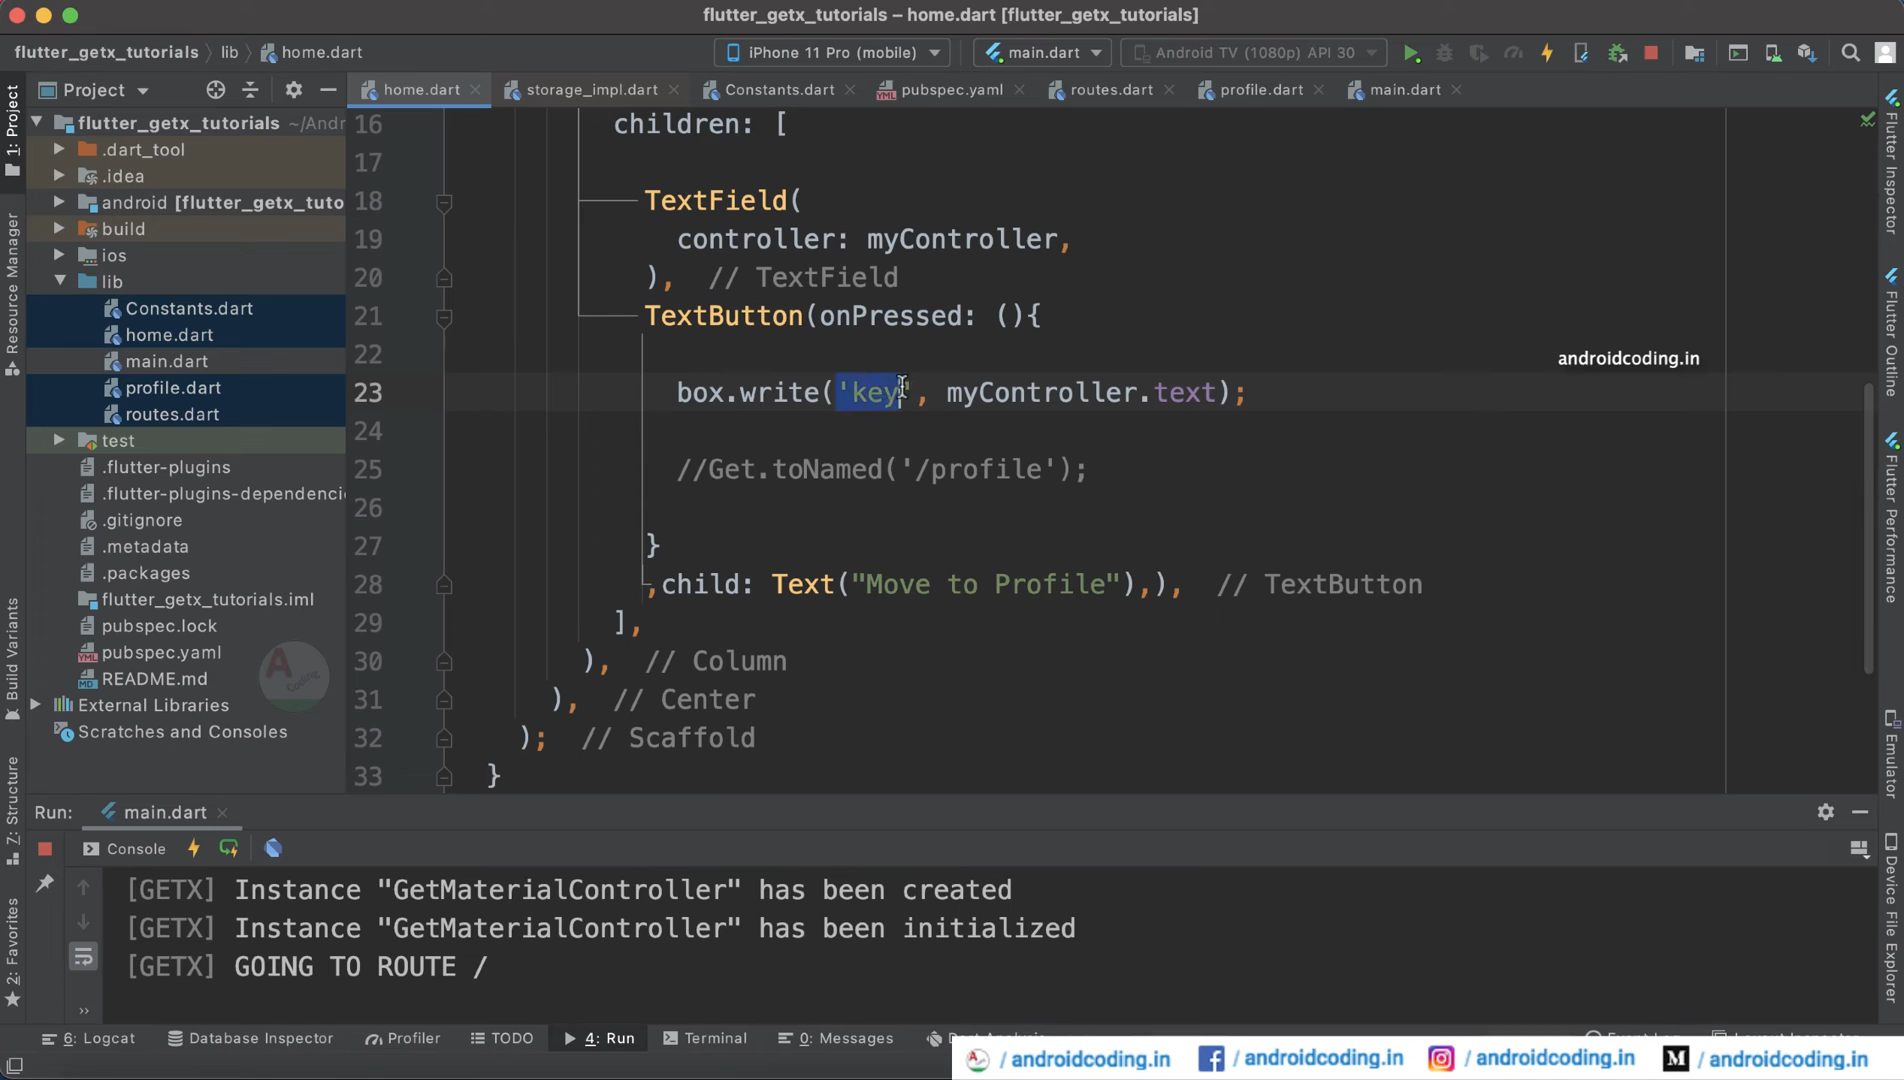 flutter_getx_tutorials – home.dart [flutter_getx_tutorials]
flutter_getx_tutorials
lib
home.dart
iPhone 11 Pro (mobile)
main.dart
Android TV (1080p) API 30
Project
home.dart
storage_impl.dart
Constants.dart
pubspec.yaml
routes.dart
profile.dart
main.dart
1: Project
Resource Manager
Build Variants
7: Structure
2: Favorites
flutter_getx_tutorials ~/Andr
.dart_tool
.idea
android [flutter_getx_tuto
build
ios
lib
Constants.dart
home.dart
main.dart
profile.dart
routes.dart
test
.flutter-plugins
.flutter-plugins-dependenci
.gitignore
.metadata
.packages
flutter_getx_tutorials.iml
pubspec.lock
pubspec.yaml
README.md
External Libraries
Scratches and Consoles
A
Coding
16 children: [
17
18 TextField(
19 controller: myController,
20 ), // TextField
21 TextButton(onPressed: (){
22
23 box.write('key', myController.text);
24
25 //Get.toNamed('/profile');
26
27 }
28 ,child: Text("Move to Profile"),), // TextButton
29 ],
30 ), // Column
31 ), // Center
32 ); // Scaffold
33 }
androidcoding.in
Flutter Inspector
Flutter Outline
Flutter Performance
Emulator
Device File Explorer
Run:
main.dart
Console
[GETX] Instance "GetMaterialController" has been created
[GETX] Instance "GetMaterialController" has been initialized
[GETX] GOING TO ROUTE /
6: Logcat
Database Inspector
Profiler
TODO
4: Run
Terminal
0: Messages
/ androidcoding.in
/ androidcoding.in
/ androidcoding.in
/ androidcoding.in